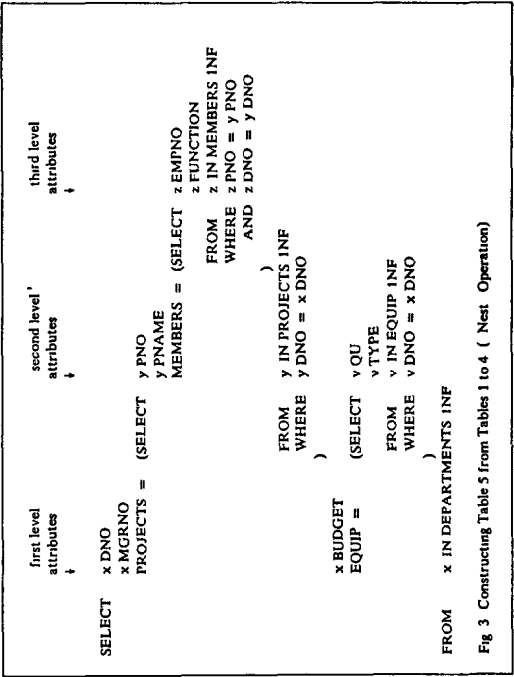 first level second level' third level
attributes attributes attributes
↓ ↓ ↓
SELECT x DNO
x MGRNO
PROJECTS = (SELECT y PNO
y PNAME
MEMBERS = (SELECT z EMPNO
z FUNCTION
FROM z IN MEMBERS 1NF
WHERE z PNO = y PNO
AND z DNO = y DNO
)
FROM y IN PROJECTS 1NF
WHERE y DNO = x DNO
)
x BUDGET
EQUIP = (SELECT v QU
v TYPE
FROM v IN EQUIP 1NF
WHERE v DNO = x DNO
)
FROM x IN DEPARTMENTS 1NF
Fig 3 Constructing Table 5 from Tables 1 to 4 ( Nest Operation)